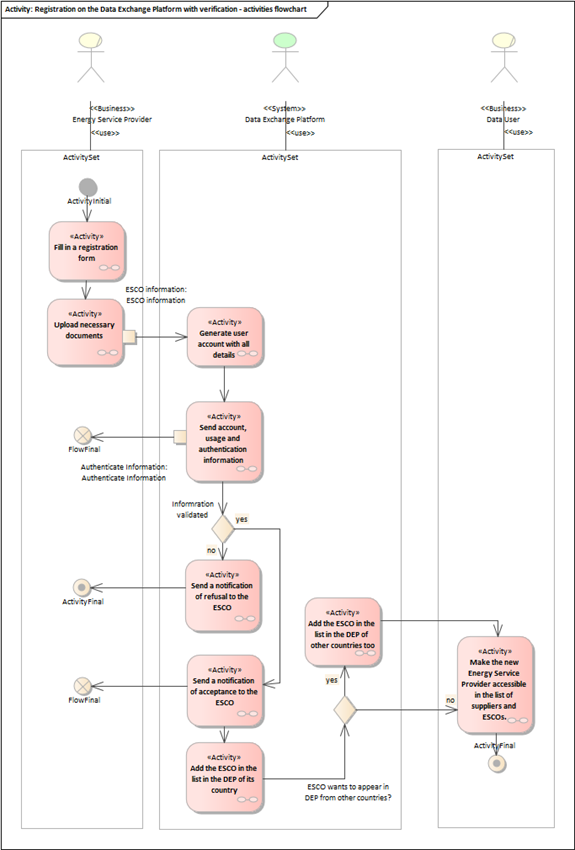 Activity: Registration on the Data Exchange Platform with verification - activities flowchart
<<Business>>
Energy Service Provider
<<use>>
<<System>>
Data Exchange Platform
<<use>>
<<Business>>
Data User
<<use>>
ActivitySet
ActivitySet
ActivitySet
ActivityInitial
«Activity»
Fill in a registration
form
ESCO information:
ESCO information
«Activity»
Upload necessary
documents
«Activity»
Generate user
account with all
details
«Activity»
Send account,
usage and
authentication
information
FlowFinal
Authenticate Information:
Authenticate Information
Informration
validated
yes
no
«Activity»
Send a notification
of refusal to the
ESCO
ActivityFinal
«Activity»
Add the ESCO in the
list in the DEP of
other countries too
«Activity»
Make the new
Energy Service
Provider accessible
in the list of
suppliers and
ESCOs.
«Activity»
Send a notification
of acceptance to the
ESCO
FlowFinal
yes
no
ActivityFinal
«Activity»
Add the ESCO in the
list in the DEP of its
country
ESCO wants to appear in
DEP from other countries?